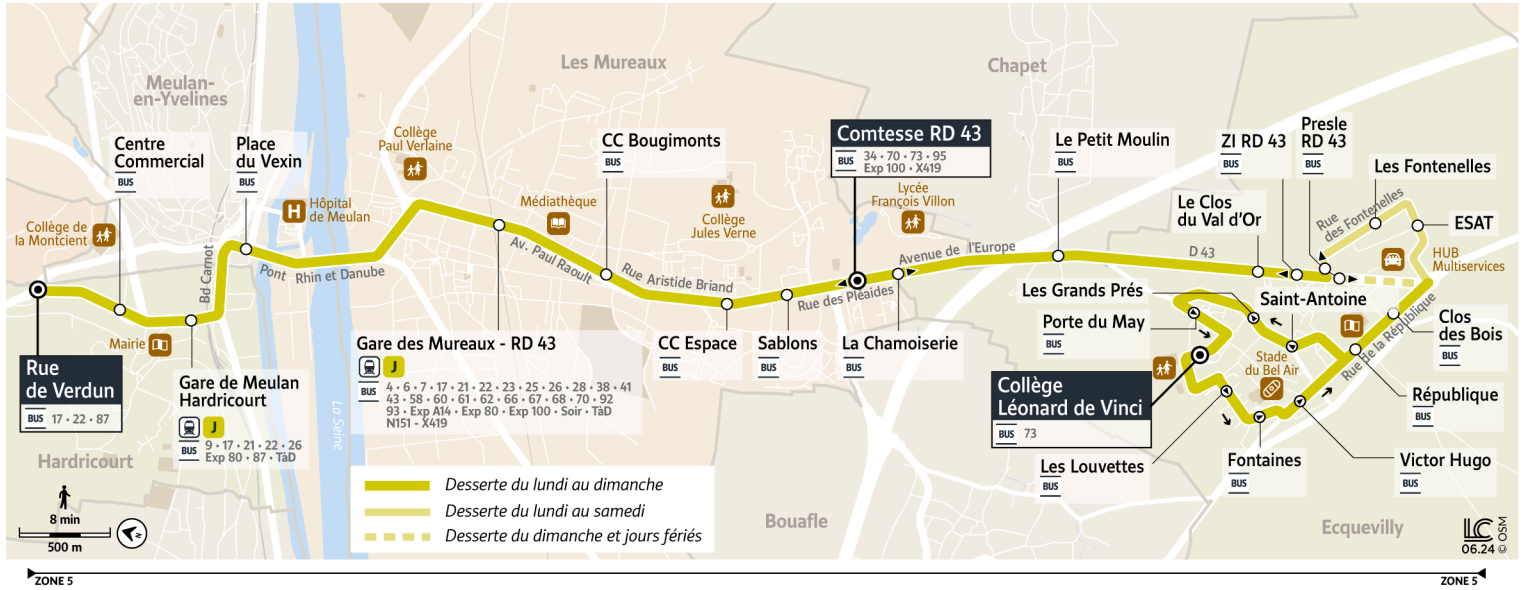 Meulan-
en-Yvelines
Les Mureaux
Chapet
Centre
Commercial
BUS
Place
du Vexin
BUS
Collège
Paul Verlaine
CC Bougimonts
BUS
Comtesse RD 43
BUS
34 • 70 • 73 • 95
Exp 100 • X419
Le Petit Moulin
BUS
ZI RD 43
BUS
Presle
RD 43
BUS
Les Fontenelles
Collège de
la Montcient
H
Hôpital
de Meulan
Médiathèque
Collège
Jules Verne
Lycée
François Villon
Le Clos
du Val d'Or
Rue
des Fontenelles
ESAT
HUB
Multiservices
Bd Carnot
Pont Rhin et Danube
Av. Paul Raoult
Rue Aristide Briand
Rue des Pléaides
Avenue de l'Europe
D 43
Mairie
Rue
de Verdun
BUS
17 • 22 • 87
Gare de Meulan
Hardricourt
J
BUS
9 • 17 • 21 • 22 • 26
Exp 80 • 87 • TàD
La Seine
Gare des Mureaux - RD 43
J
BUS
4 • 6 • 7 • 17 • 21 • 22 • 23 • 25 • 26 • 28 • 38 • 41
43 • 58 • 60 • 61 • 62 • 66 • 67 • 68 • 70 • 92
93 • Exp A14 • Exp 80 • Exp 100 • Soir • TàD
N151 - X419
CC Espace
BUS
Sablons
BUS
La Chamoiserie
BUS
Les Grands Prés
Porte du May
BUS
Saint-Antoine
Stade
du Bel Air
Rue de la République
Clos
des Bois
BUS
République
BUS
Collège
Léonard de Vinci
BUS
73
Les Louvettes
BUS
Fontaines
BUS
Victor Hugo
BUS
Hardricourt
Bouafle
Ecquevilly
Desserte du lundi au dimanche
Desserte du lundi au samedi
Desserte du dimanche et jours fériés
8 min
500 m
N
LC
06.24 © OSM
ZONE 5
ZONE 5